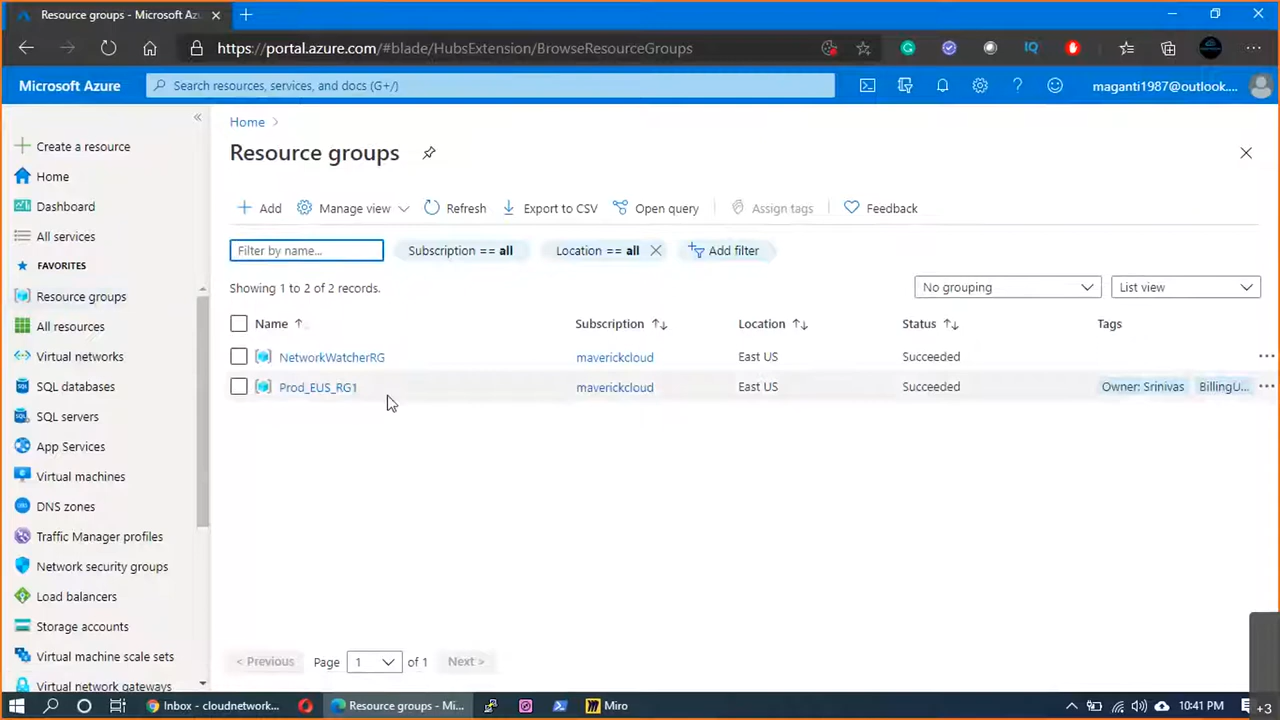 Resource groups - Microsoft Az
https://portal.azure.com/#blade/HubsExtension/BrowseResourceGroups
IQ
Microsoft Azure
Search resources, services, and docs (G+/)
maganti1987@outlook....
Create a resource
Home
Dashboard
All services
FAVORITES
Resource groups
All resources
Virtual networks
SQL databases
SQL servers
App Services
Virtual machines
DNS zones
Traffic Manager profiles
Network security groups
Load balancers
Storage accounts
Virtual machine scale sets
Virtual network gateways
Home >
Resource groups
Add
Manage view
Refresh
Export to CSV
Open query
Assign tags
Feedback
Filter by name...
Subscription == all
Location == all
Add filter
Showing 1 to 2 of 2 records.
No grouping
List view
Name ↑ Subscription ↑↓ Location ↑↓ Status ↑↓ Tags
NetworkWatcherRG maverickcloud East US Succeeded ...
Prod_EUS_RG1 maverickcloud East US Succeeded Owner: Srinivas BillingU... ...
< Previous Page 1 of 1 Next >
Inbox - cloudnetwork...
Resource groups - Mi...
Miro
10:41 PM
+3